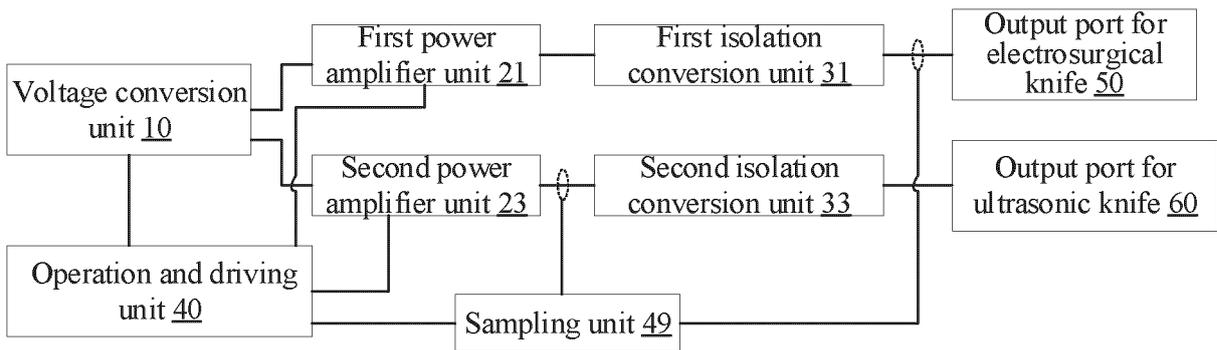 Voltage conversion
unit 10
First power
amplifier unit 21
First isolation
conversion unit 31
Output port for
electrosurgical
knife 50
Second power
amplifier unit 23
Second isolation
conversion unit 33
Output port for
ultrasonic knife 60
Operation and driving
unit 40
Sampling unit 49